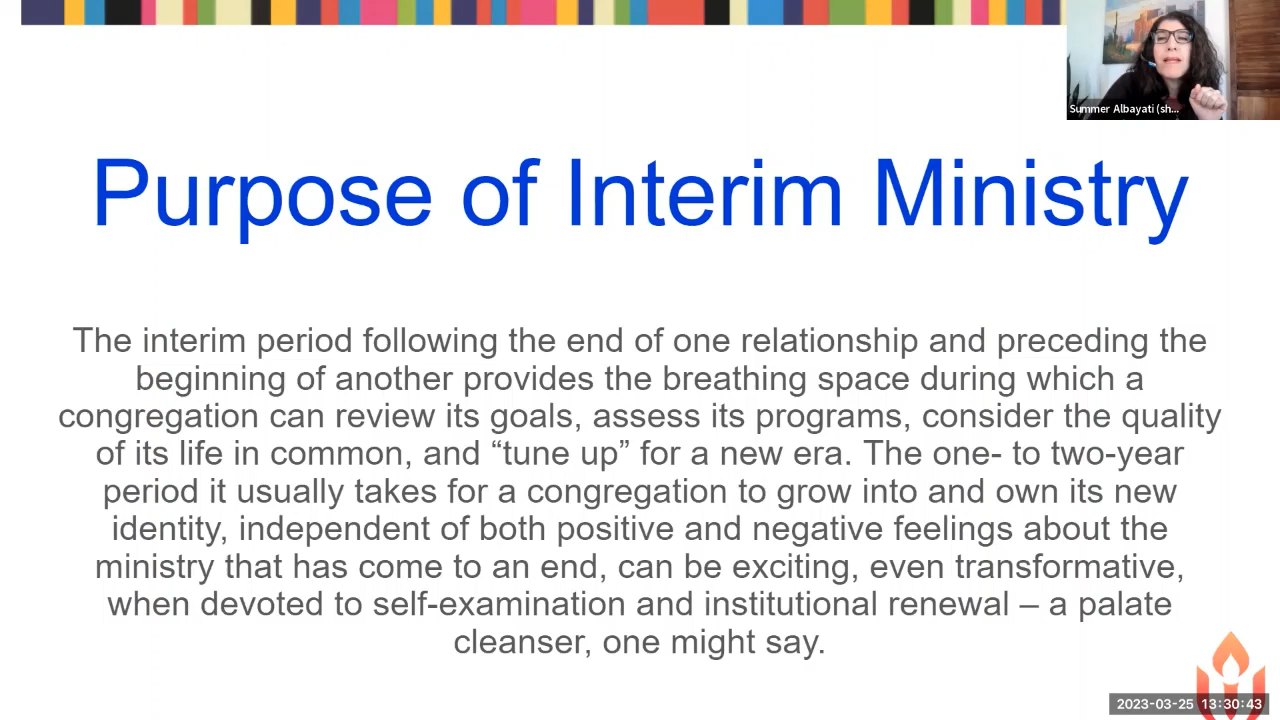 Summer Albayati (sh...
Purpose of Interim Ministry
The interim period following the end of one relationship and preceding the
beginning of another provides the breathing space during which a
congregation can review its goals, assess its programs, consider the quality
of its life in common, and “tune up” for a new era. The one- to two-year
period it usually takes for a congregation to grow into and own its new
identity, independent of both positive and negative feelings about the
ministry that has come to an end, can be exciting, even transformative,
when devoted to self-examination and institutional renewal – a palate
cleanser, one might say.
2023-03-25 13:30:43